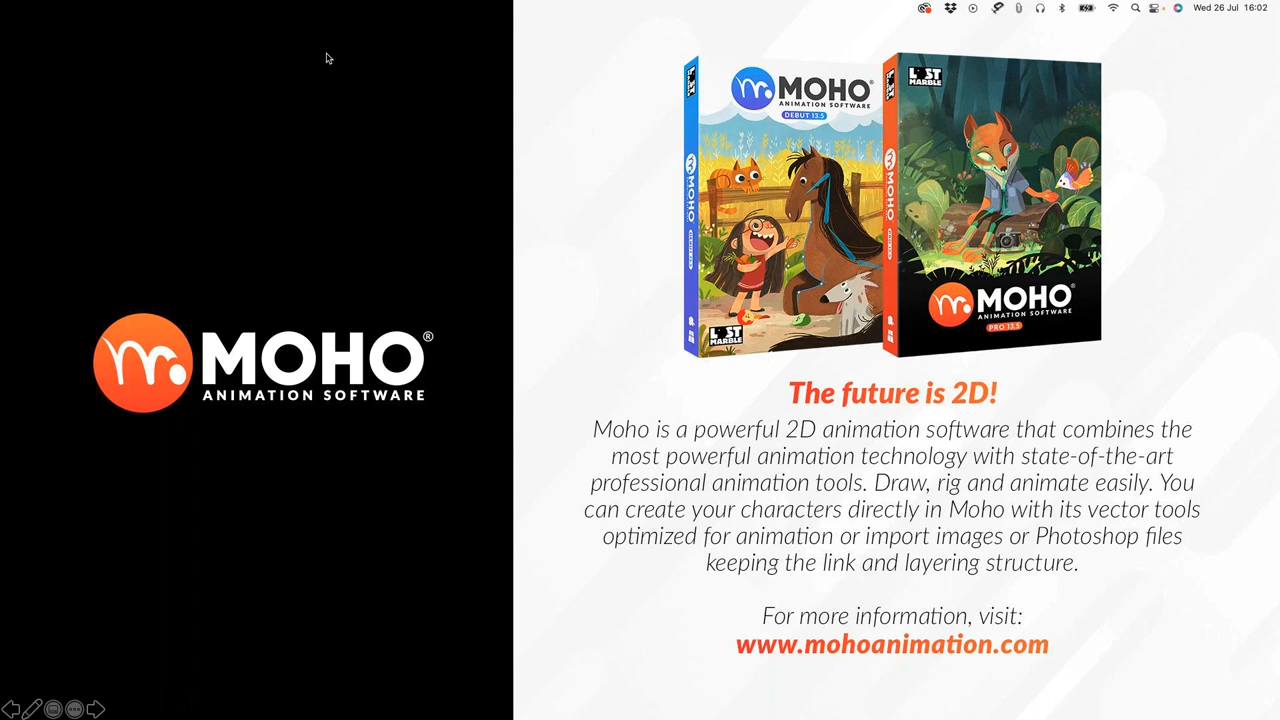 Wed 26 Jul 16:02
MOHO®
ANIMATION SOFTWARE
MOHO®
ANIMATION SOFTWARE
DEBUT 13.5
MOHO
LOST
MARBLE
LOST
MARBLE
MOHO
MOHO®
ANIMATION SOFTWARE
PRO 13.5
The future is 2D!
Moho is a powerful 2D animation software that combines the
most powerful animation technology with state-of-the-art
professional animation tools. Draw, rig and animate easily. You
can create your characters directly in Moho with its vector tools
optimized for animation or import images or Photoshop files
keeping the link and layering structure.
For more information, visit:
www.mohoanimation.com